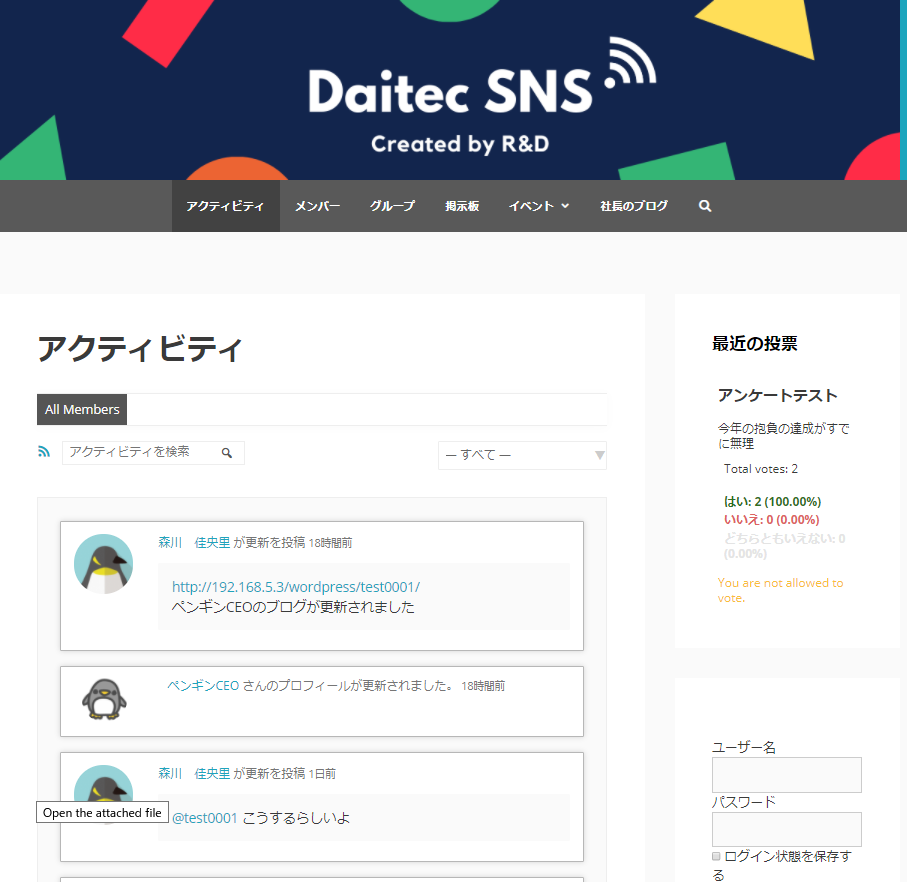 Daitec SNS
Created by R&D
アクティビティ メンバー グループ 掲示板 イベント 社長のブログ
アクティビティ
All Members
アクティビティを検索
— すべて —
森川 佳央里 が更新を投稿 18時間前
http://192.168.5.3/wordpress/test0001/
ペンギンCEOのブログが更新されました
ペンギンCEO さんのプロフィールが更新されました。 18時間前
森川 佳央里 が更新を投稿 1日前
@test0001 こうするらしいよ
Open the attached file
最近の投票
アンケートテスト
今年の抱負の達成がすで
に無理
Total votes: 2
はい: 2 (100.00%)
いいえ: 0 (0.00%)
どちらともいえない: 0
(0.00%)
You are not allowed to
vote.
ユーザー名
パスワード
ログイン状態を保存す
る